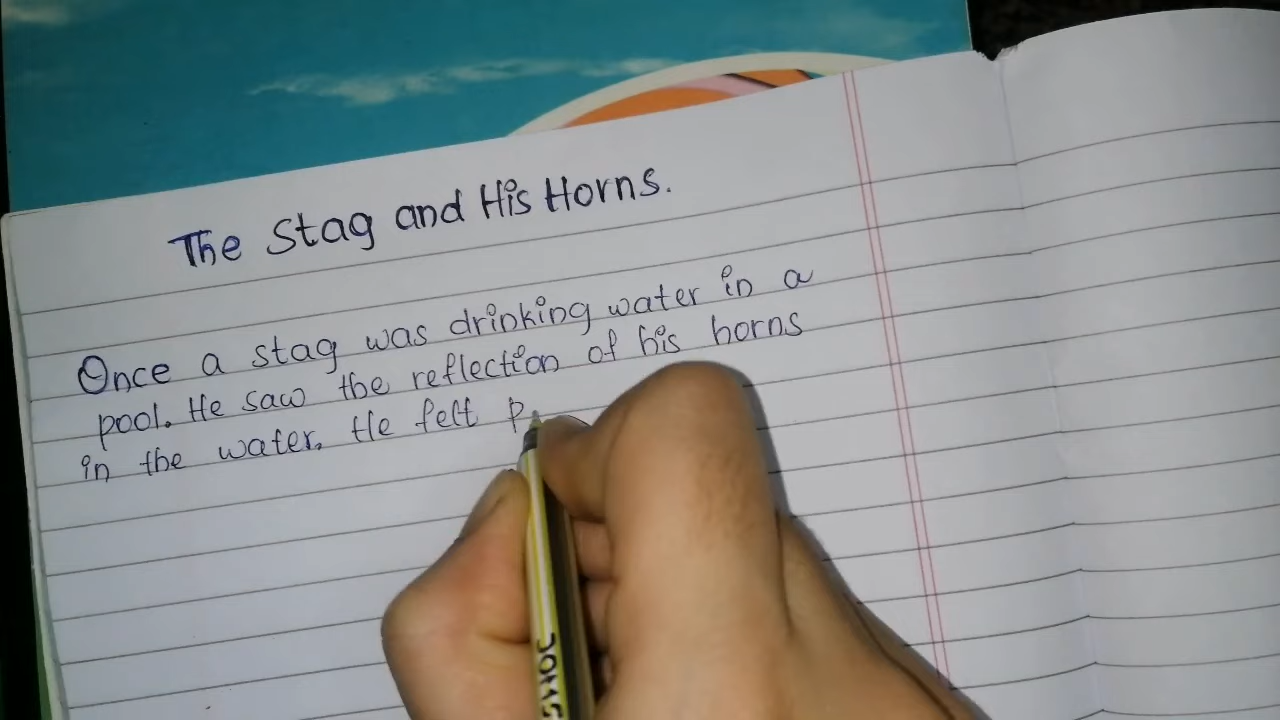 The Stag and His Horns.
Once a stag was drinking water in a
pool. He saw the reflection of his horns
in the water. He felt p